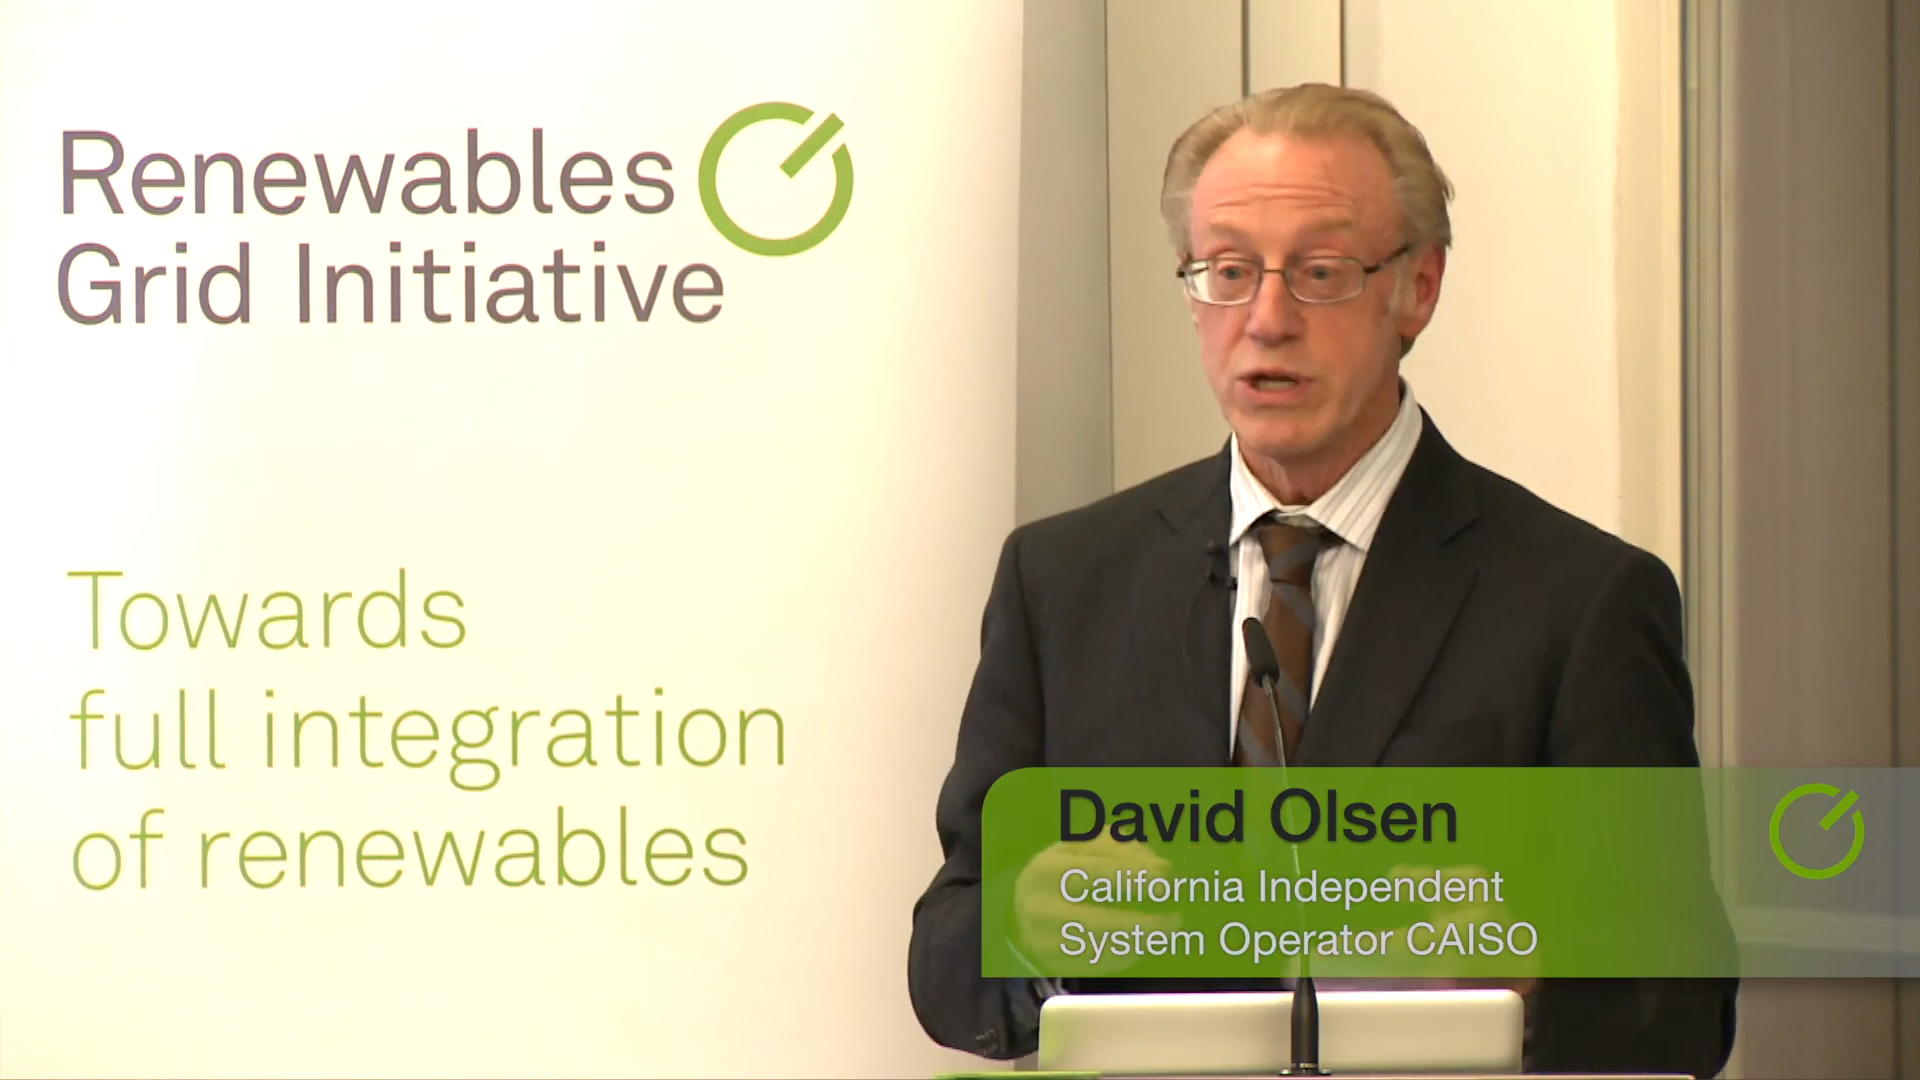 Renewables
Grid Initiative
Towards
full integration
of renewables
David Olsen
California Independent
System Operator CAISO